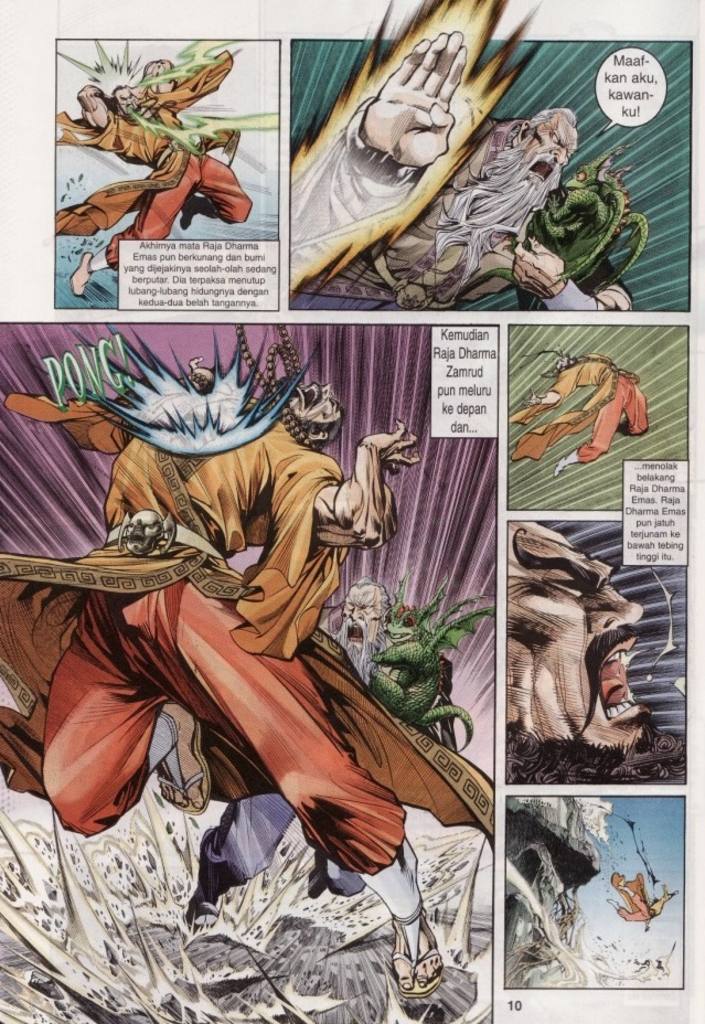 Akhirnya mata Raja Dharma
Emas pun berkunang dan bumi
yang dijejakinya seolah-olah sedang
berputar. Dia terpaksa menutup
lubang-lubang hidungnya dengan
kedua-dua belah tangannya.
Maaf-
kan aku,
kawan-
ku!
PONG!
Kemudian
Raja Dharma
Zamrud
pun meluru
ke depan
dan...
...menolak
belakang
Raja Dharma
Emas. Raja
Dharma Emas
pun jatuh
terjunam ke
bawah tebing
tinggi itu.
10